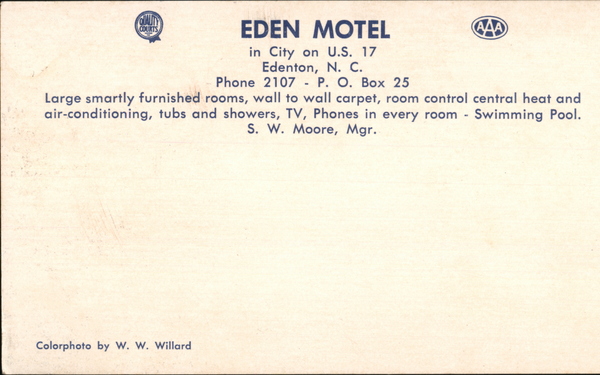 QUALITY
COURTS
EDEN MOTEL
AAA
in City on U.S. 17
Edenton, N. C.
Phone 2107 - P. O. Box 25
Large smartly furnished rooms, wall to wall carpet, room control central heat and
air-conditioning, tubs and showers, TV, Phones in every room - Swimming Pool.
S. W. Moore, Mgr.
Colorphoto by W. W. Willard